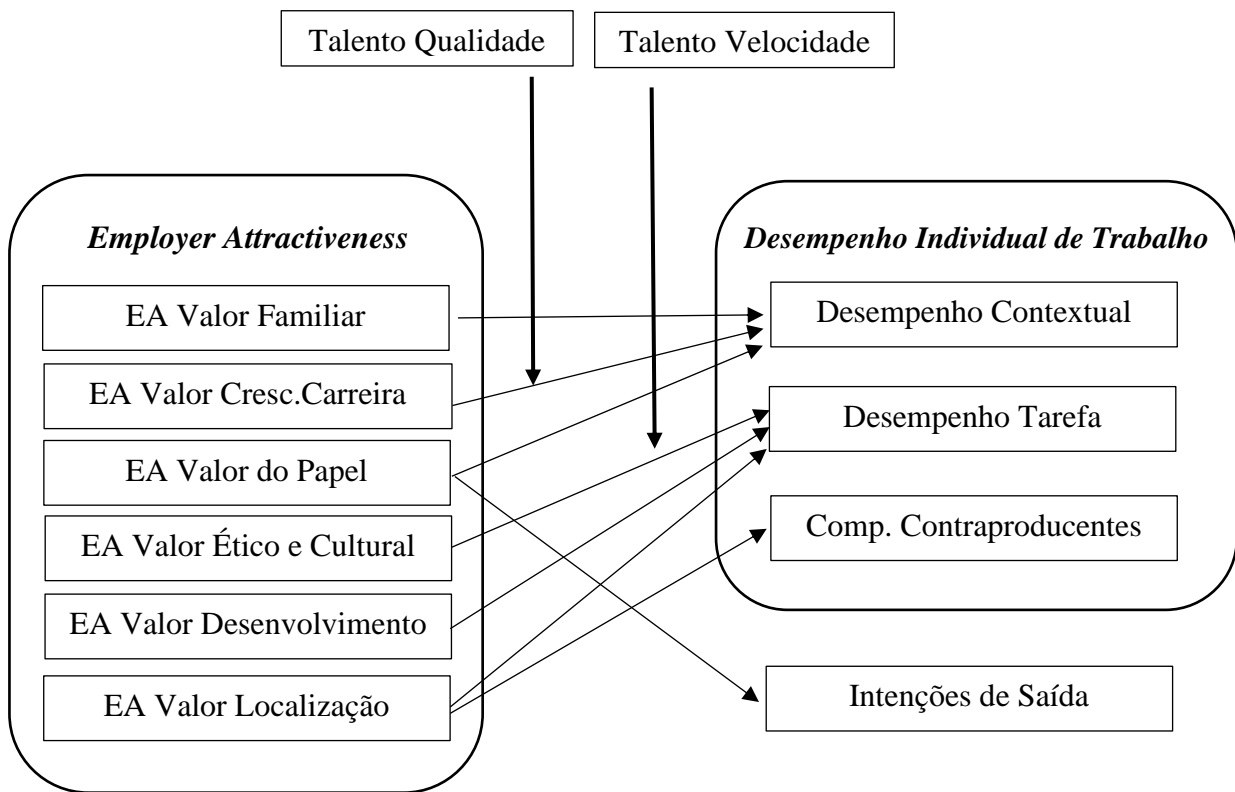 Talento Qualidade
Talento Velocidade
Employer Attractiveness
EA Valor Familiar
EA Valor Cresc.Carreira
EA Valor do Papel
EA Valor Ético e Cultural
EA Valor Desenvolvimento
EA Valor Localização
Desempenho Individual de Trabalho
Desempenho Contextual
Desempenho Tarefa
Comp. Contraproducentes
Intenções de Saída